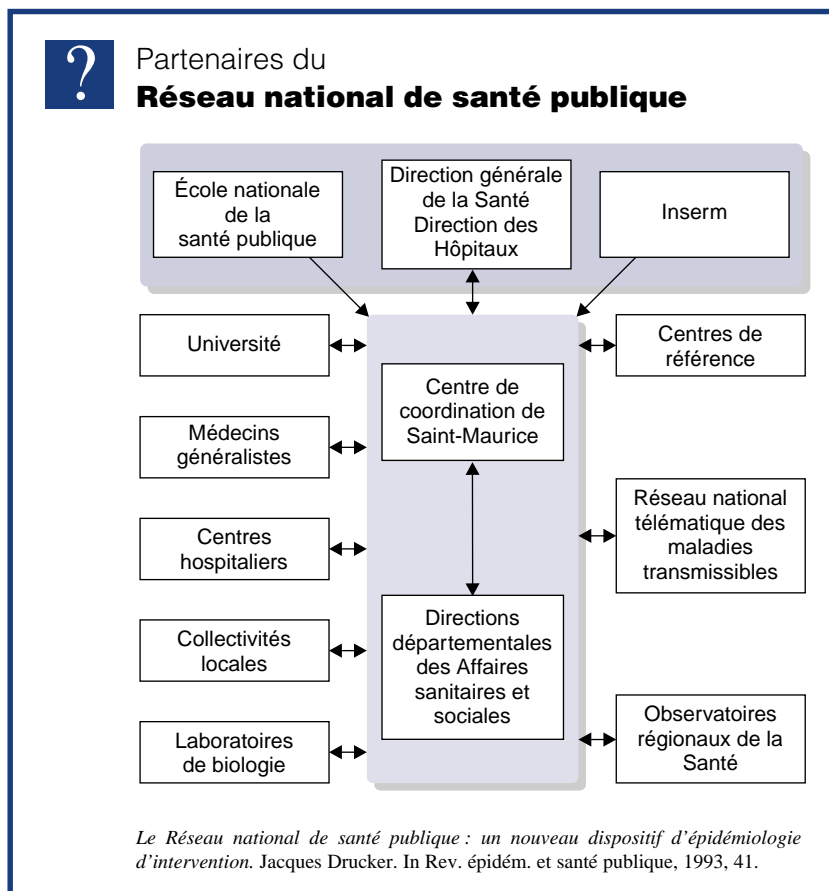 ?
Partenaires du
Réseau national de santé publique
École nationale
de la
santé publique
Direction générale
de la Santé
Direction des
Hôpitaux
Inserm
Université
Centres de
référence
Centre de
coordination de
Saint-Maurice
Médecins
généralistes
Réseau national
télématique des
maladies
transmissibles
Centres
hospitaliers
Directions
départementales
des Affaires
sanitaires et
sociales
Collectivités
locales
Observatoires
régionaux de la
Santé
Laboratoires
de biologie
Le Réseau national de santé publique : un nouveau dispositif d'épidémiologie
d'intervention. Jacques Drucker. In Rev. épidém. et santé publique, 1993, 41.